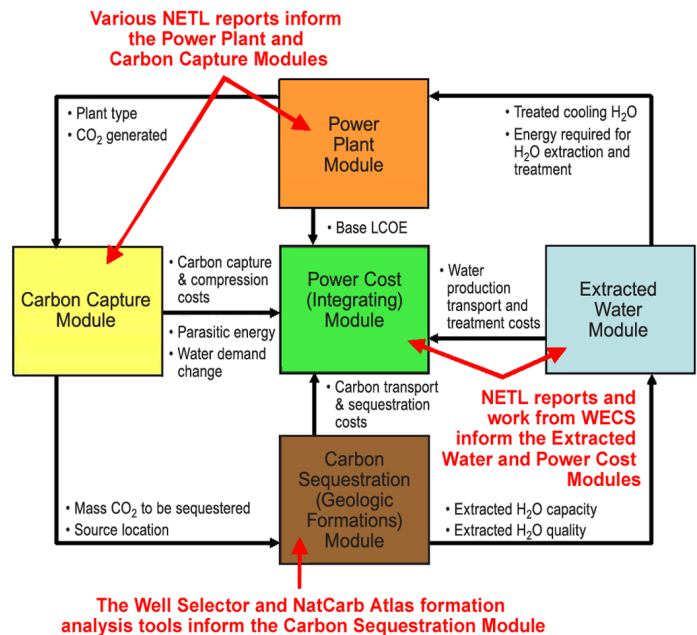 Various NETL reports inform
the Power Plant and
Carbon Capture Modules
• Plant type
• CO₂ generated
Power
Plant
Module
• Treated cooling H₂O
• Energy required for
H₂O extraction and
treatment
• Base LCOE
Carbon Capture
Module
• Carbon capture
& compression
costs
• Parasitic energy
• Water demand
change
Power Cost
(Integrating)
Module
• Water
production
transport and
treatment costs
Extracted
Water
Module
• Carbon transport
& sequestration
costs
NETL reports and
work from WECS
inform the Extracted
Water and Power Cost
Modules
Carbon
Sequestration
(Geologic
Formations)
Module
• Mass CO₂ to be sequestered
• Source location
• Extracted H₂O capacity
• Extracted H₂O quality
The Well Selector and NatCarb Atlas formation
analysis tools inform the Carbon Sequestration Module